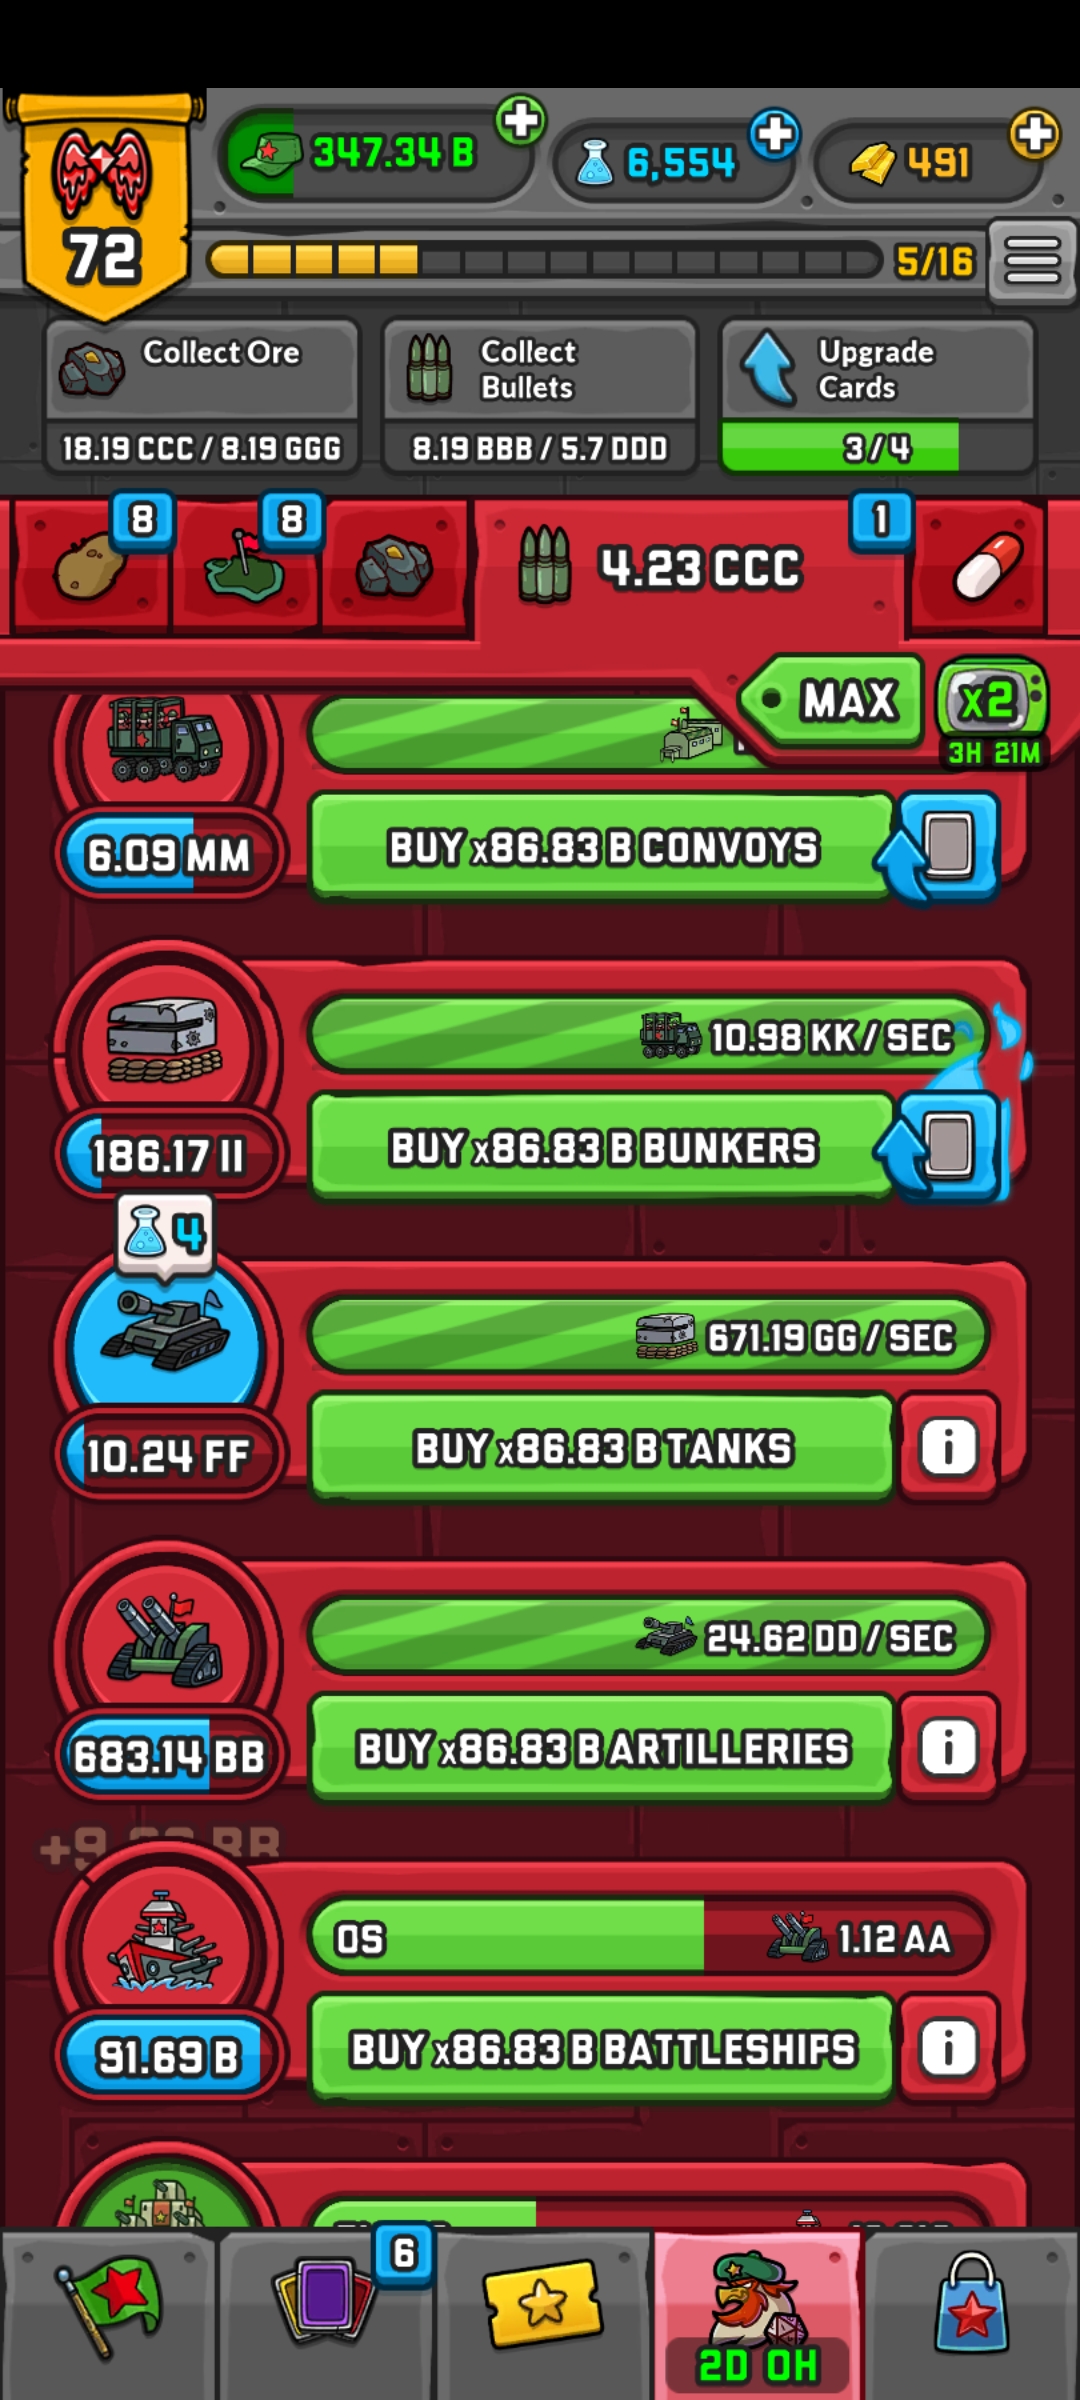 347.34 B
6,554
491
72
5/16
Collect Ore
18.19 CCC / 8.19 GGG
Collect
Bullets
8.19 BBB / 5.7 DDD
Upgrade
Cards
3/4
8
8
4.23 CCC
1
MAX
x2
3H 21M
6.09 MM
BUY x86.83 B CONVOYS
10.98 KK / SEC
186.17 II
BUY x86.83 B BUNKERS
4
671.19 GG / SEC
10.24 FF
BUY x86.83 B TANKS
i
24.62 DD / SEC
683.14 BB
BUY x86.83 B ARTILLERIES
i
0S
1.12 AA
91.69 B
BUY x86.83 B BATTLESHIPS
i
6
2D 0H